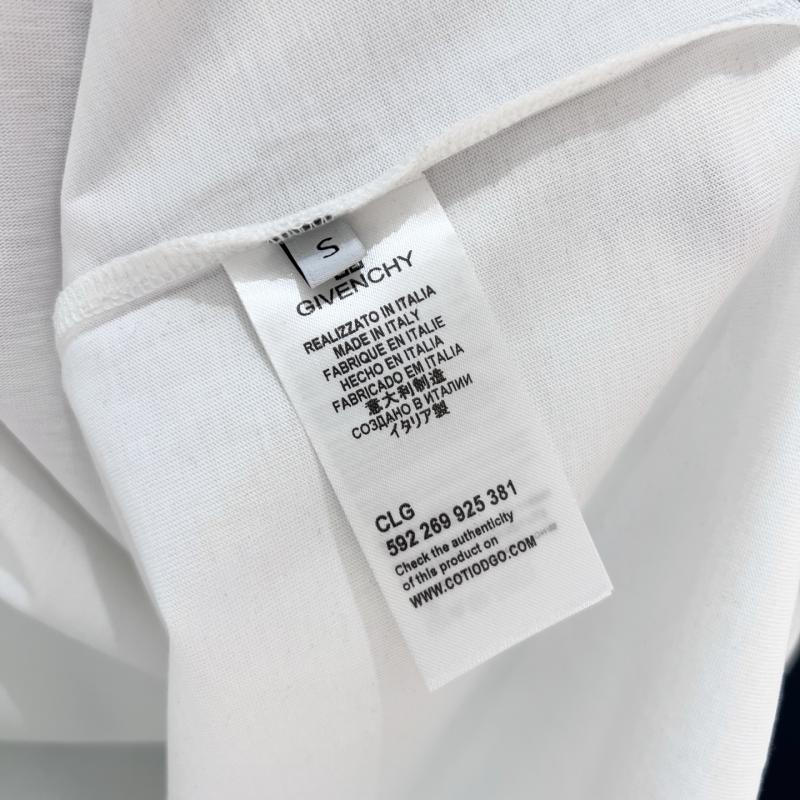 S
GIVENCHY
REALIZZATO IN ITALIA
MADE IN ITALY
FABRIQUE EN ITALIE
HECHO EN ITALIA
FABRICADO EM ITALIA
意大利制造
СОЗДАНО В ИТАЛИИ
イタリア製
CLG
592 269 925 381
Check the authenticity
of this product on
WWW.COTIODGO.COM